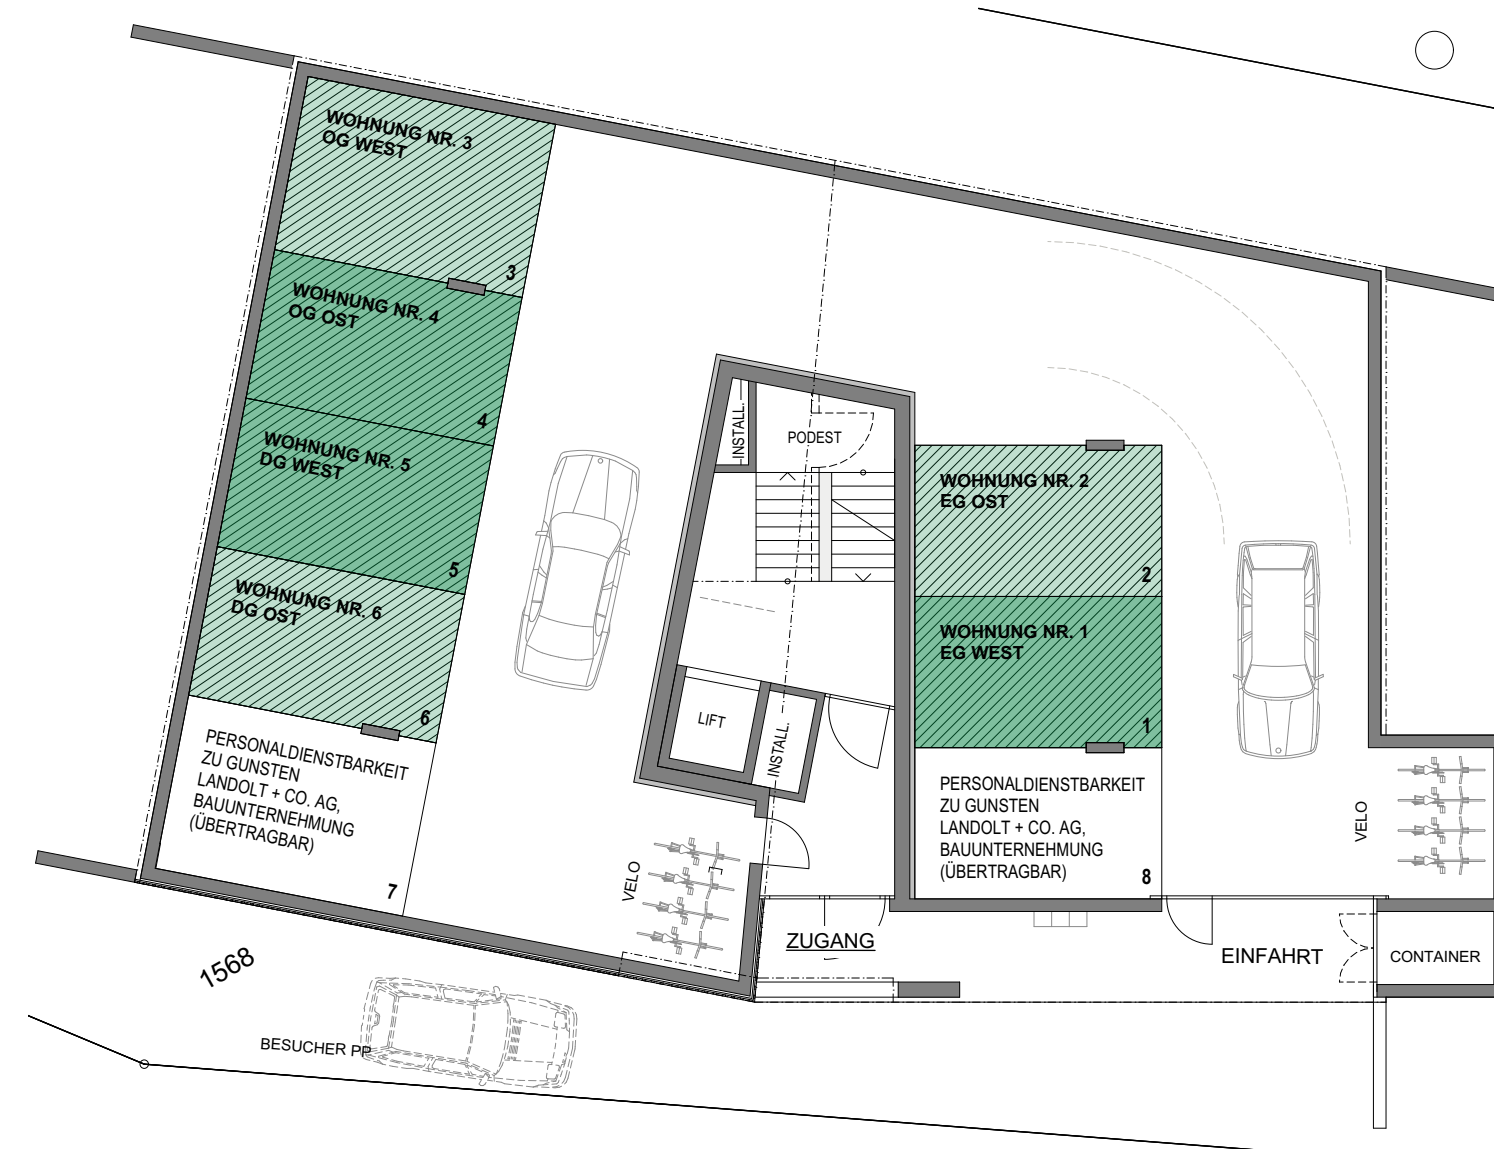 WOHNUNG NR. 3
OG WEST
3
WOHNUNG NR. 4
OG OST
4
WOHNUNG NR. 5
DG WEST
5
WOHNUNG NR. 6
DG OST
6
PERSONALDIENSTBARKEIT
ZU GUNSTEN
LANDOLT + CO. AG,
BAUUNTERNEHMUNG
(ÜBERTRAGBAR)
7
INSTALL.
PODEST
LIFT
INSTALL.
WOHNUNG NR. 2
EG OST
2
WOHNUNG NR. 1
EG WEST
1
PERSONALDIENSTBARKEIT
ZU GUNSTEN
LANDOLT + CO. AG,
BAUUNTERNEHMUNG
(ÜBERTRAGBAR)
8
VELO
VELO
ZUGANG
EINFAHRT
CONTAINER
1568
BESUCHER PP